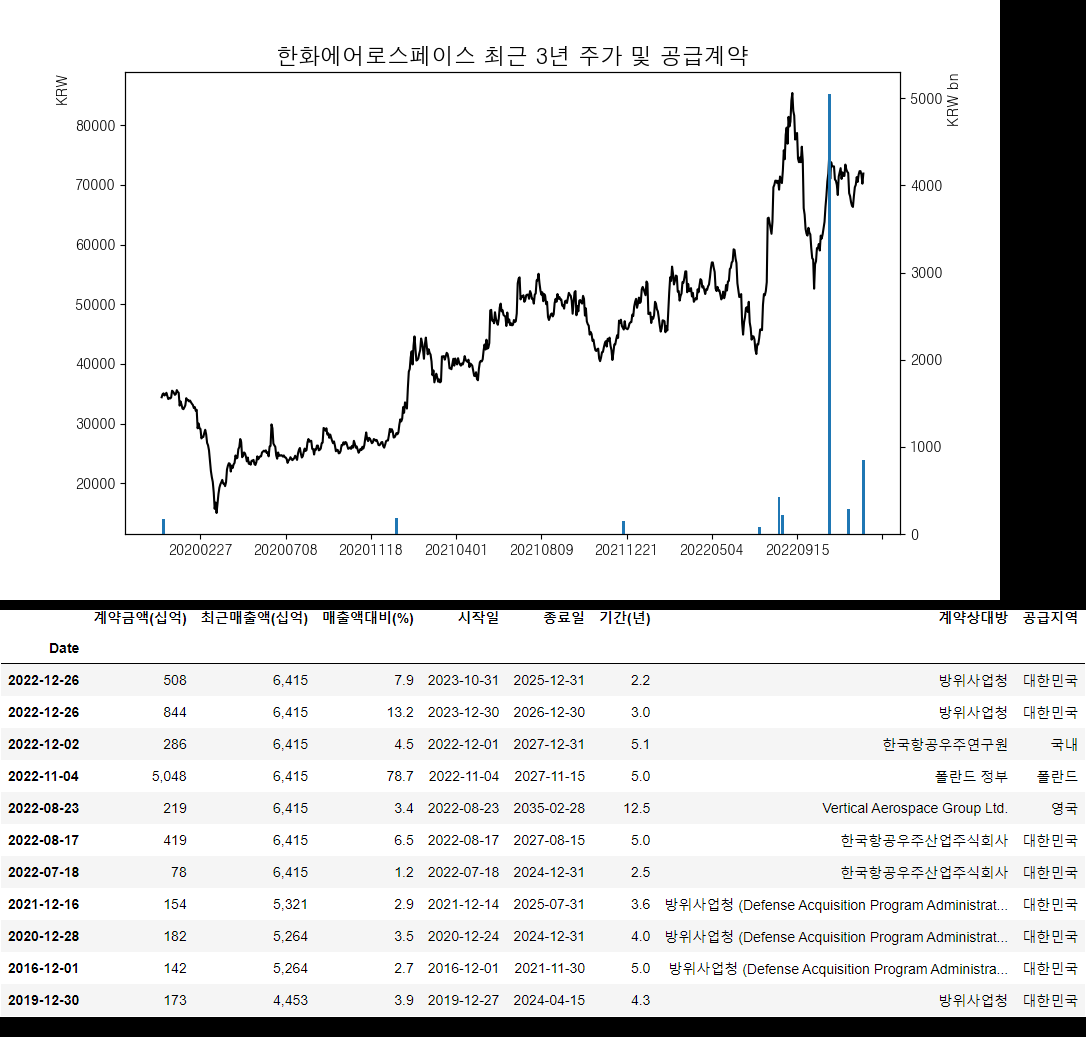 한화에어로스페이스 최근 3년 주가 및 공급계약
KRW
KRW bn
80000
70000
60000
50000
40000
30000
20000
5000
4000
3000
2000
1000
0
20200227 20200708 20201118 20210401 20210809 20211221 20220504 20220915
계약금액(십억) 최근매출액(십억) 매출액대비(%) 시작일 종료일 기간(년) 계약상대방 공급지역
Date
2022-12-26 508 6,415 7.9 2023-10-31 2025-12-31 2.2 방위사업청 대한민국
2022-12-26 844 6,415 13.2 2023-12-30 2026-12-30 3.0 방위사업청 대한민국
2022-12-02 286 6,415 4.5 2022-12-01 2027-12-31 5.1 한국항공우주연구원 국내
2022-11-04 5,048 6,415 78.7 2022-11-04 2027-11-15 5.0 폴란드 정부 폴란드
2022-08-23 219 6,415 3.4 2022-08-23 2035-02-28 12.5 Vertical Aerospace Group Ltd. 영국
2022-08-17 419 6,415 6.5 2022-08-17 2027-08-15 5.0 한국항공우주산업주식회사 대한민국
2022-07-18 78 6,415 1.2 2022-07-18 2024-12-31 2.5 한국항공우주산업주식회사 대한민국
2021-12-16 154 5,321 2.9 2021-12-14 2025-07-31 3.6 방위사업청 (Defense Acquisition Program Administrat... 대한민국
2020-12-28 182 5,264 3.5 2020-12-24 2024-12-31 4.0 방위사업청 (Defense Acquisition Program Administrat... 대한민국
2016-12-01 142 5,264 2.7 2016-12-01 2021-11-30 5.0 방위사업청 (Defense Acquisition Program Administra... 대한민국
2019-12-30 173 4,453 3.9 2019-12-27 2024-04-15 4.3 방위사업청 대한민국